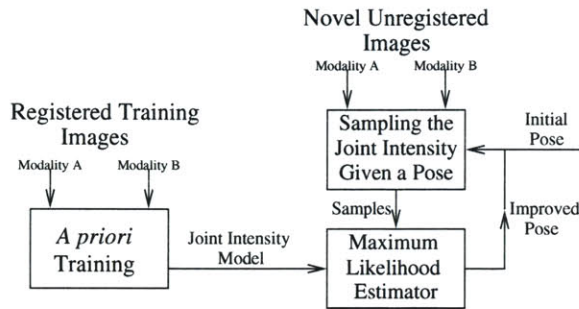 Novel Unregistered
Images
Modality A
Modality B
Registered Training
Images
Modality A
Modality B
Sampling the
Joint Intensity
Given a Pose
Initial
Pose
Samples
Improved
Pose
A priori
Training
Joint Intensity
Model
Maximum
Likelihood
Estimator